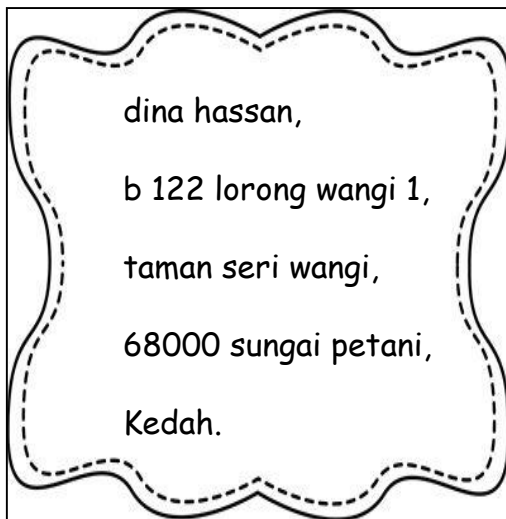 dina hassan,
b 122 lorong wangi 1,
taman seri wangi,
68000 sungai petani,
Kedah.